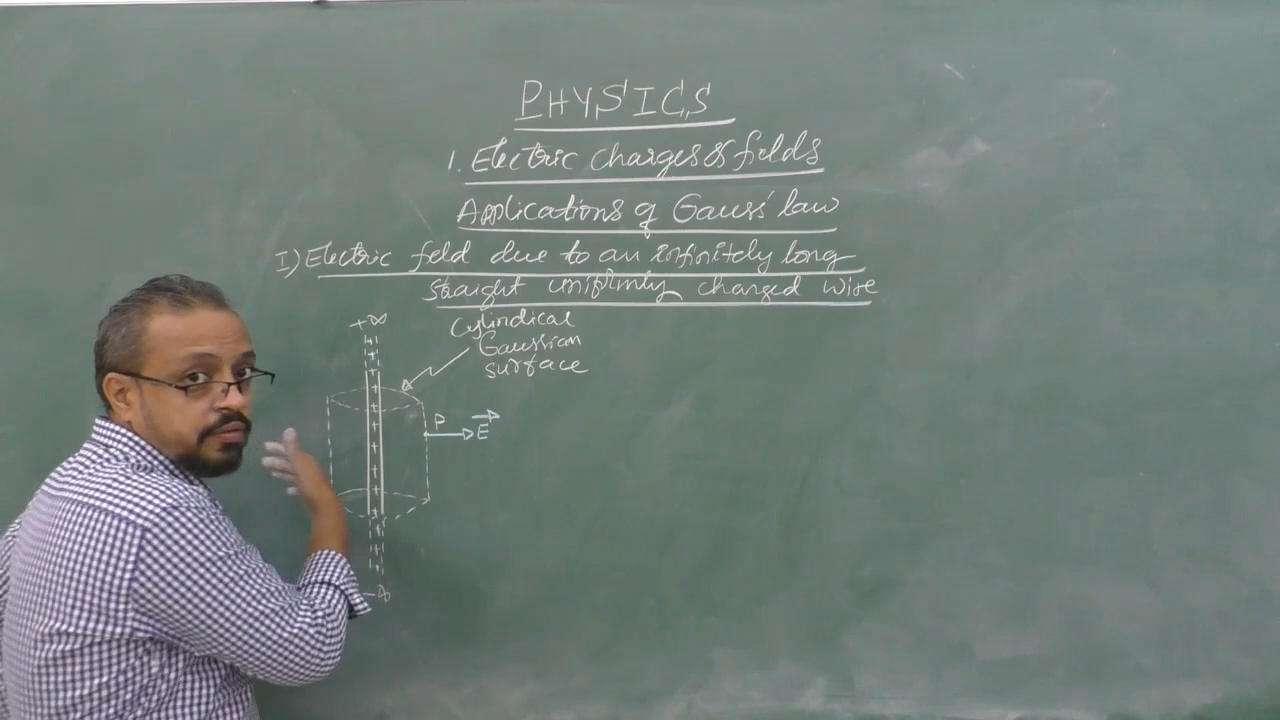 PHYSICS
1. Electric charges & fields
Applications of Gauss' law
I) Electric field due to an infinitely long
straight uniformly charged wire
+∞
Cylindical
Gaussian
surface
P
E
-∞